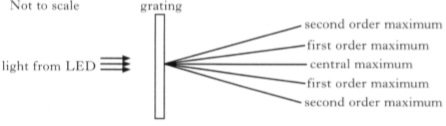 Not to scale
grating
second order maximum
first order maximum
light from LED
central maximum
first order maximum
second order maximum